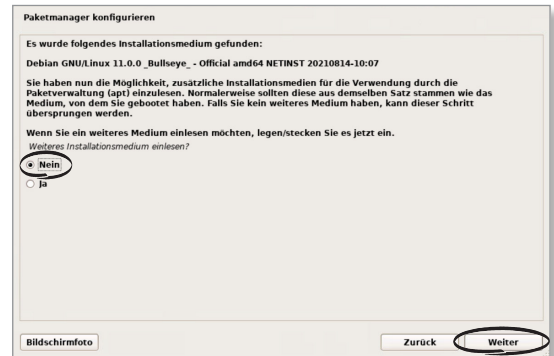 Paketmanager konfigurieren
Es wurde folgendes Installationsmedium gefunden:
Debian GNU/Linux 11.0.0 _Bullseye_ - Official amd64 NETINST 20210814-10:07
Sie haben nun die Möglichkeit, zusätzliche Installationsmedien für die Verwendung durch die
Paketverwaltung (apt) einzulesen. Normalerweise sollten diese aus demselben Satz stammen wie das
Medium, von dem Sie gebootet haben. Falls Sie kein weiteres Medium haben, kann dieser Schritt
übersprungen werden.
Wenn Sie ein weiteres Medium einlesen möchten, legen/stecken Sie es jetzt ein.
Weiteres Installationsmedium einlesen?
Nein
Ja
Bildschirmfoto
Zurück
Weiter